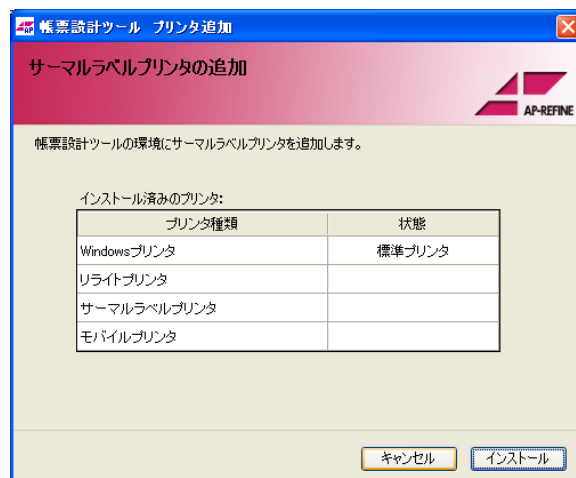 帳票設計ツール プリンタ追加
サーマルラベルプリンタの追加
AP-REFINE
帳票設計ツールの環境にサーマルラベルプリンタを追加します。
インストール済みのプリンタ:
プリンタ種類 状態
Windowsプリンタ 標準プリンタ
リライトプリンタ
サーマルラベルプリンタ
モバイルプリンタ
キャンセル インストール